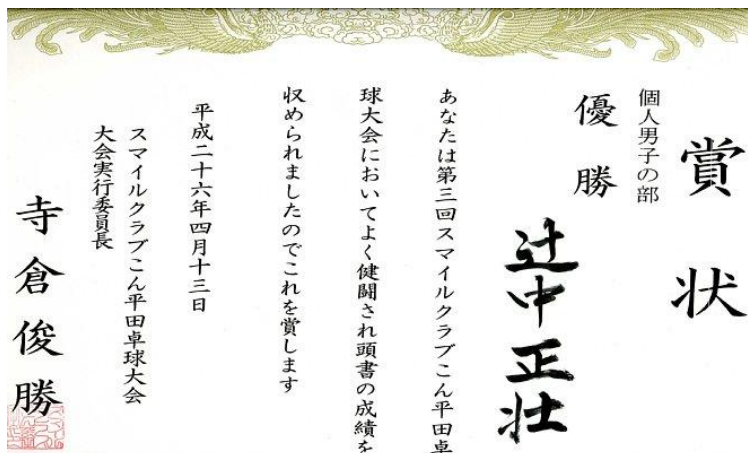 賞状
個人男子の部
優勝
辻中正壮
あなたは第三回スマイルクラブこん平田卓
球大会においてよく健闘され頭書の成績を
収められましたのでこれを賞します
平成二十六年四月十三日
スマイルクラブこん平田卓球大会
大会実行委員長
寺倉俊勝